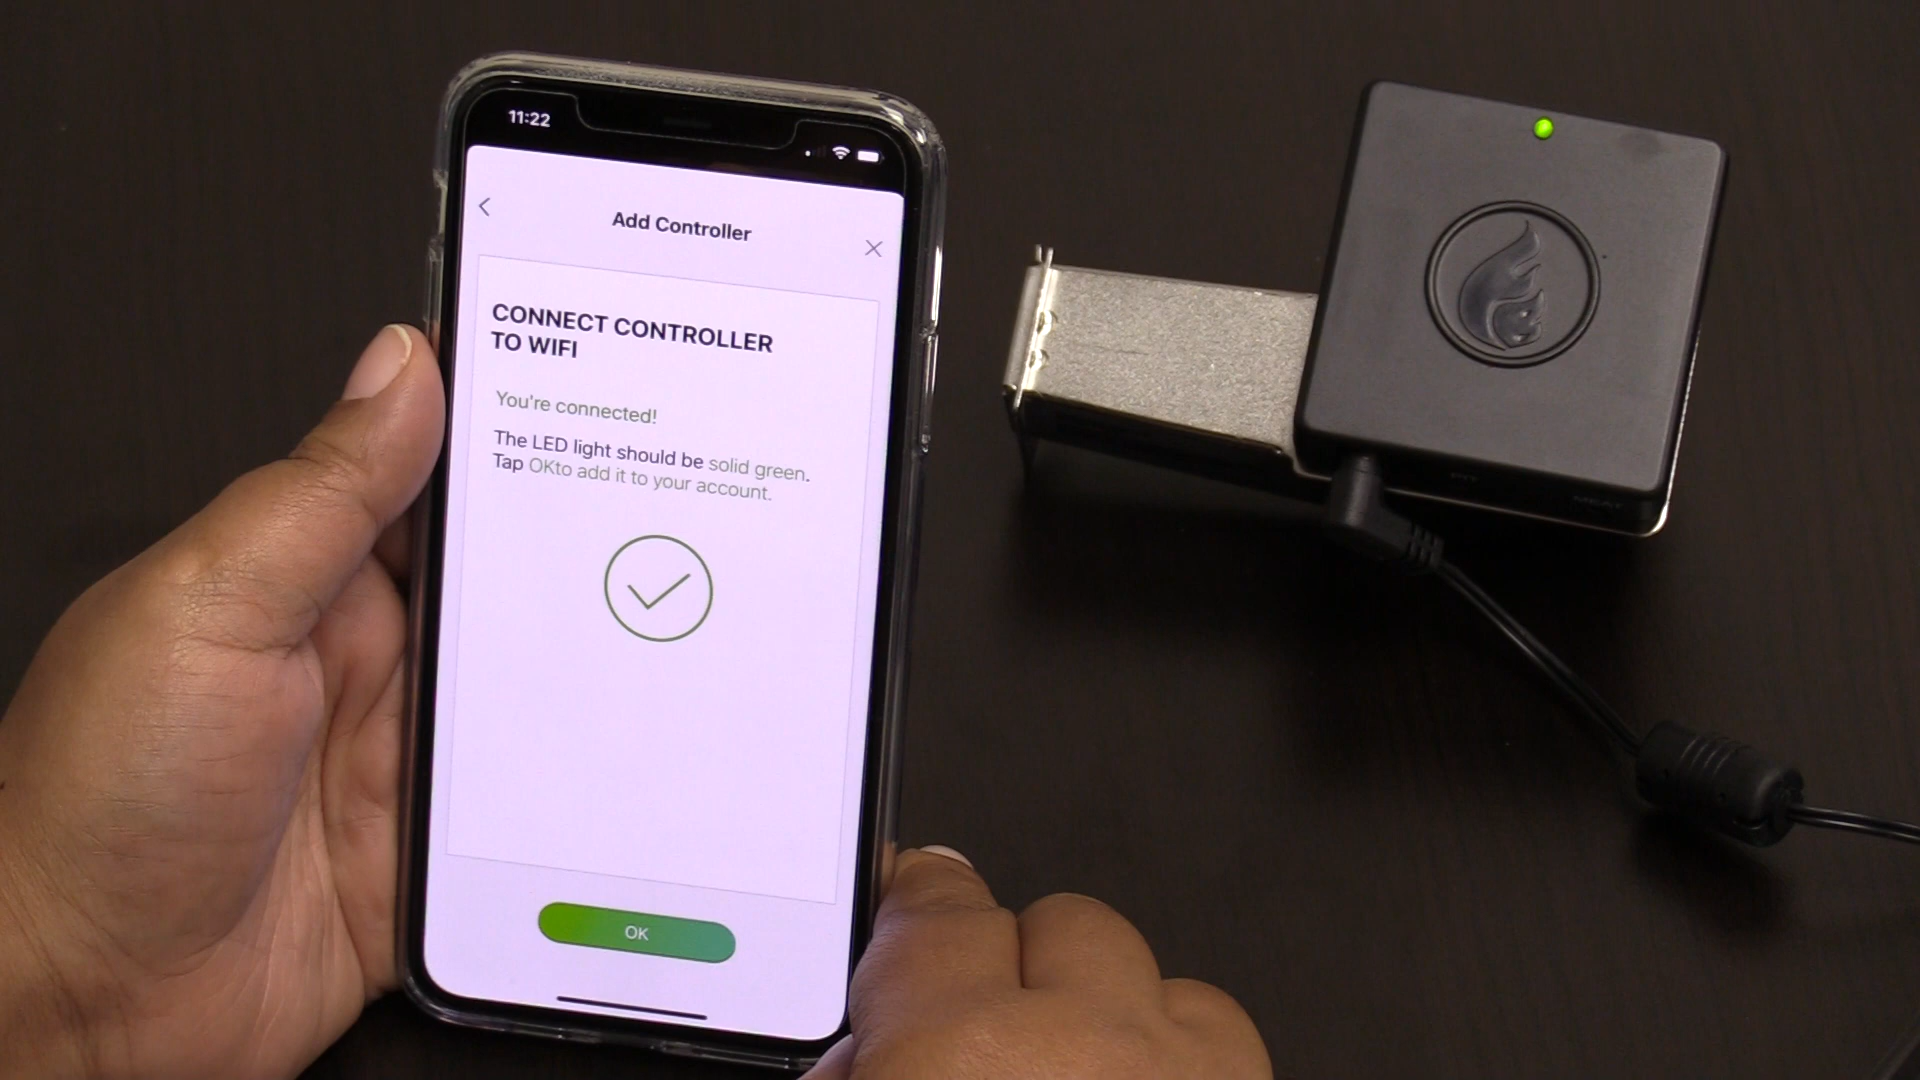 11:22
Add Controller
CONNECT CONTROLLER
TO WIFI
You're connected!
The LED light should be solid green.
Tap OKto add it to your account.
OK